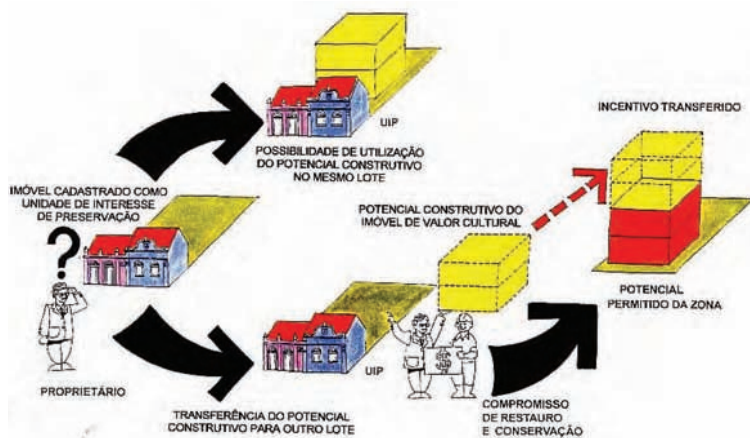 INCENTIVO TRANSFERIDO
UIP
POSSIBILIDADE DE UTILIZAÇÃO
DO POTENCIAL CONSTRUTIVO
NO MESMO LOTE
IMÓVEL CADASTRADO COMO
UNIDADE DE INTERESSE
DE PRESERVAÇÃO
?
POTENCIAL CONSTRUTIVO DO
IMÓVEL DE VALOR CULTURAL
POTENCIAL
PERMITIDO DA ZONA
UIP
PROPRIETÁRIO
TRANSFERÊNCIA DO POTENCIAL
CONSTRUTIVO PARA OUTRO LOTE
COMPROMISSO
DE RESTAURO
E CONSERVAÇÃO